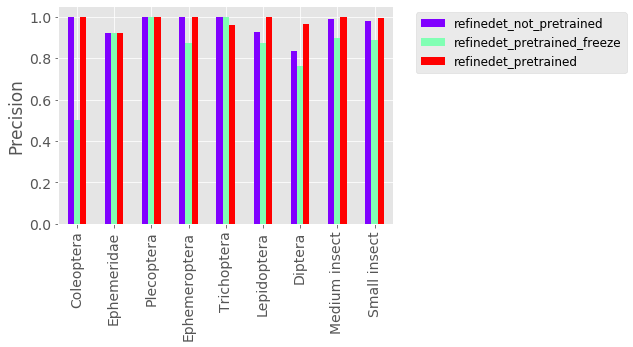 Precision
1.0
0.8
0.6
0.4
0.2
0.0
Coleoptera
Ephemeridae
Plecoptera
Ephemeroptera
Trichoptera
Lepidoptera
Diptera
Medium insect
Small insect
refinedet_not_pretrained
refinedet_pretrained_freeze
refinedet_pretrained